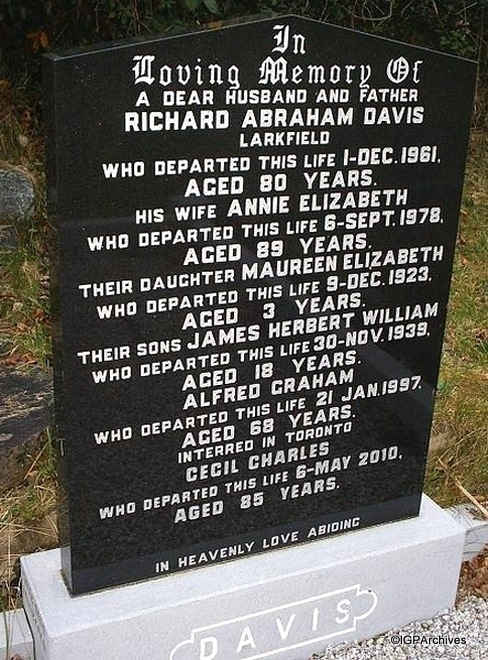 In
Loving Memory Of
A DEAR HUSBAND AND FATHER
RICHARD ABRAHAM DAVIS
LARKFIELD
WHO DEPARTED THIS LIFE 1-DEC. 1961,
AGED 80 YEARS.
HIS WIFE ANNIE ELIZABETH
WHO DEPARTED THIS LIFE 6-SEPT. 1978,
AGED 89 YEARS.
THEIR DAUGHTER MAUREEN ELIZABETH
WHO DEPARTED THIS LIFE 9-DEC. 1923,
AGED 3 YEARS.
THEIR SONS JAMES HERBERT WILLIAM
WHO DEPARTED THIS LIFE 30-NOV. 1939,
AGED 18 YEARS.
ALFRED GRAHAM
WHO DEPARTED THIS LIFE 21 JAN. 1997,
AGED 68 YEARS.
INTERRED IN TORONTO
CECIL CHARLES
WHO DEPARTED THIS LIFE 6-MAY 2010,
AGED 85 YEARS.
IN HEAVENLY LOVE ABIDING
DAVIS
©IGPArchives